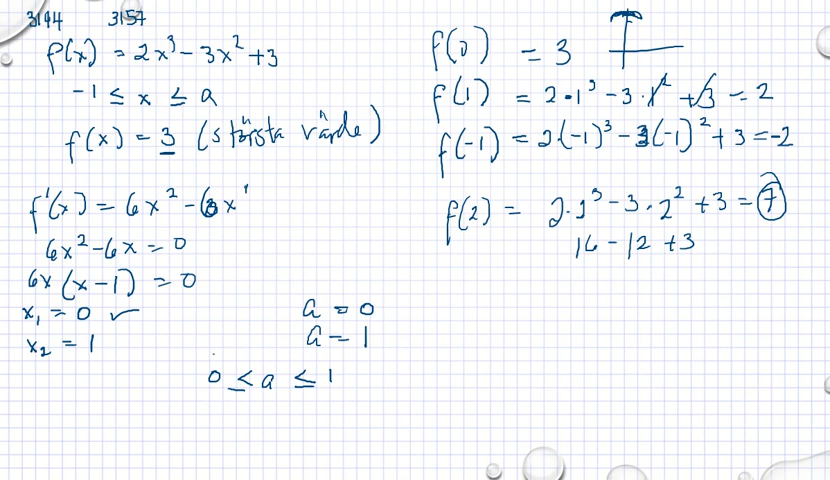 3144 3157
f(x) = 2x³ - 3x² + 3
-1 ≤ x ≤ a
f(x) = 3 (största värde)
f'(x) = 6x² - 6x¹
6x² - 6x = 0
6x(x - 1) = 0
x₁ = 0 ✓
x₂ = 1
a = 0
a = 1
0 ≤ a ≤ 1
f(0) = 3
f(1) = 2·1³ - 3·1² + 3 = 2
f(-1) = 2·(-1)³ - 3(-1)² + 3 = -2
f(2) = 2·2³ - 3·2² + 3 = 7
16 - 12 + 3